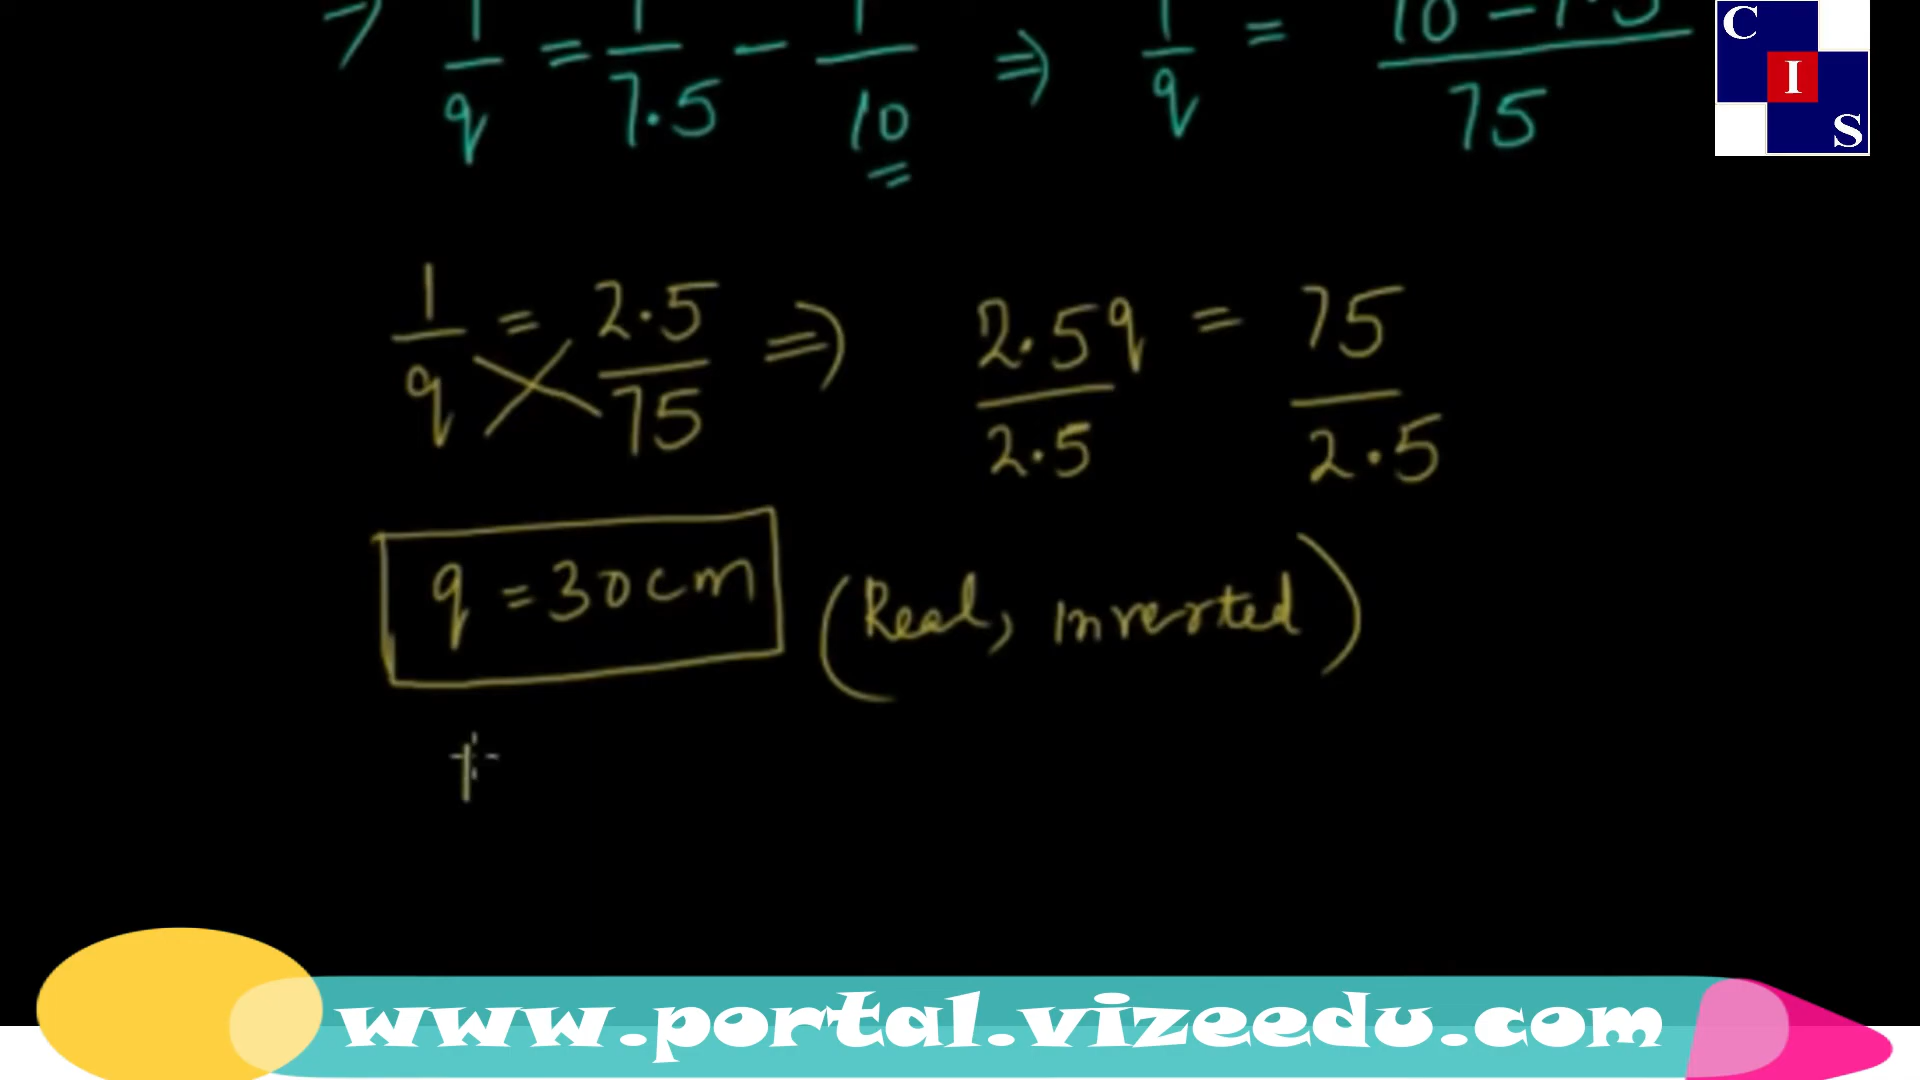 ⇒ 1/q = 1/7.5 − 1/10 ⇒ 1/q = 10 − 7.5/75
C
I
S
1/q = 2.5/75 ⇒ 2.5q/2.5 = 75/2.5
q = 30cm (Real, inverted)
www.portal.vizeedu.com